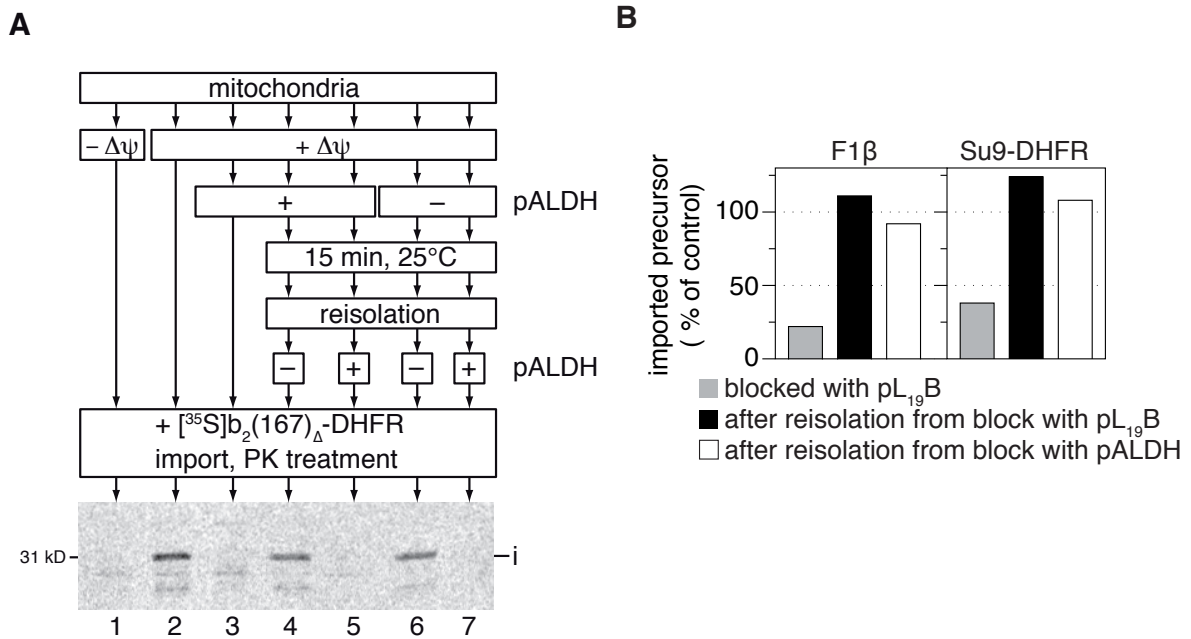 A
mitochondria
– Δψ
+ Δψ
+
–
pALDH
15 min, 25°C
reisolation
–
+
–
+
pALDH
+ [³⁵S]b₂(167)Δ-DHFR
import, PK treatment
31 kD
i
1 2 3 4 5 6 7
B
F1β
Su9-DHFR
imported precursor
( % of control)
100
50
0
blocked with pL₁₉B
after reisolation from block with pL₁₉B
after reisolation from block with pALDH